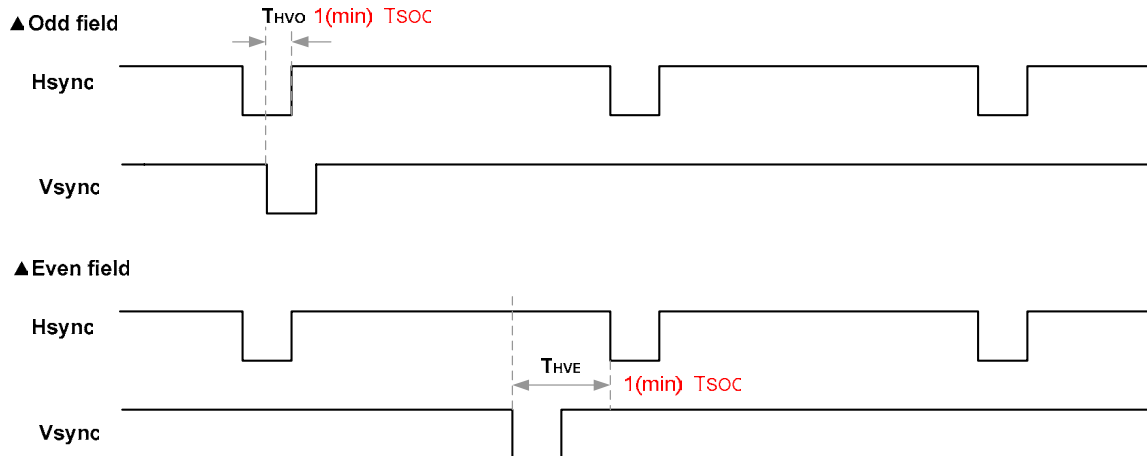 THVO 1(min) TSOC
▲Odd field
Hsync
Vsync
▲Even field
Hsync
THVE
1(min) TSOC
Vsync